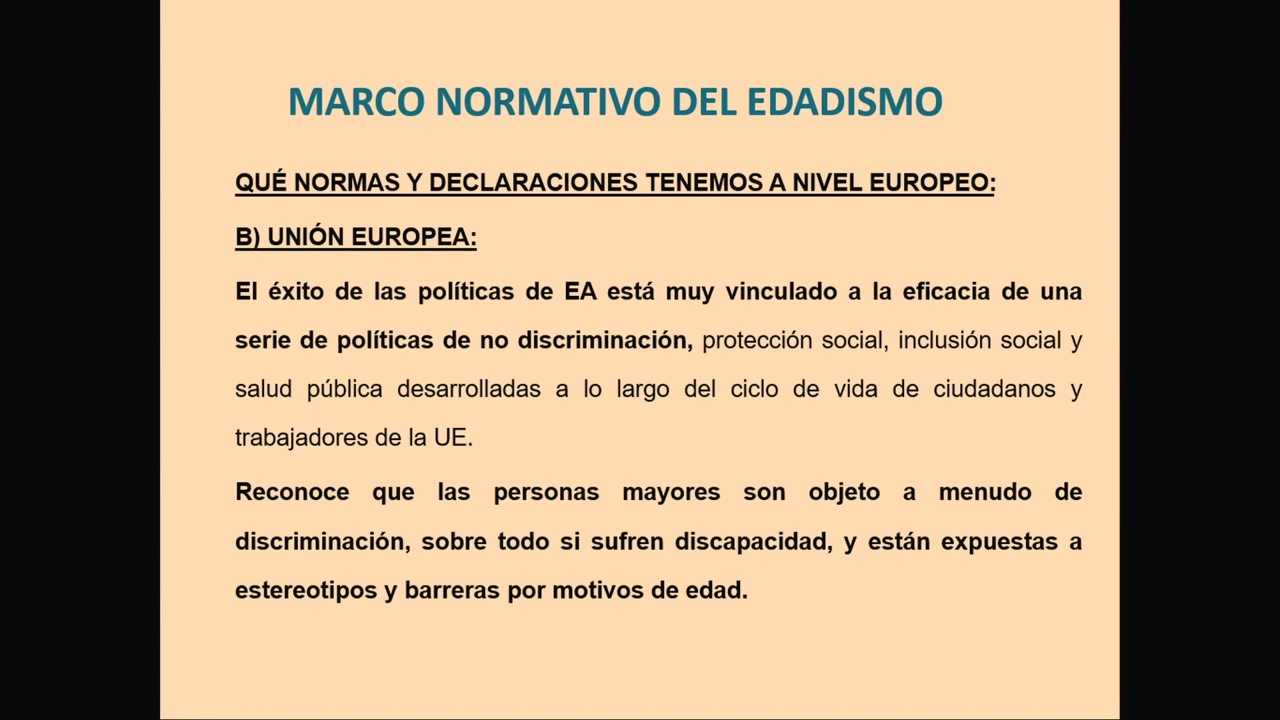 MARCO NORMATIVO DEL EDADISMO
QUÉ NORMAS Y DECLARACIONES TENEMOS A NIVEL EUROPEO:
B) UNIÓN EUROPEA:
El éxito de las políticas de EA está muy vinculado a la eficacia de una
serie de políticas de no discriminación, protección social, inclusión social y
salud pública desarrolladas a lo largo del ciclo de vida de ciudadanos y
trabajadores de la UE.
Reconoce que las personas mayores son objeto a menudo de
discriminación, sobre todo si sufren discapacidad, y están expuestas a
estereotipos y barreras por motivos de edad.